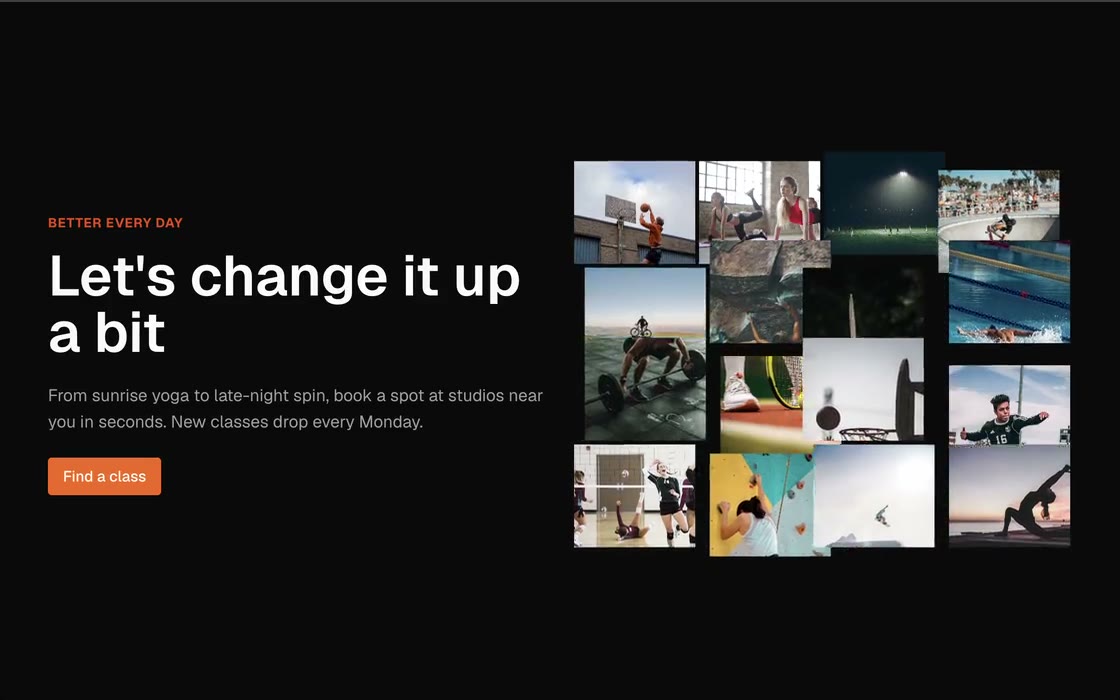 BETTER EVERY DAY
Let's change it up
a bit
From sunrise yoga to late-night spin, book a spot at studios near
you in seconds. New classes drop every Monday.
Find a class
16